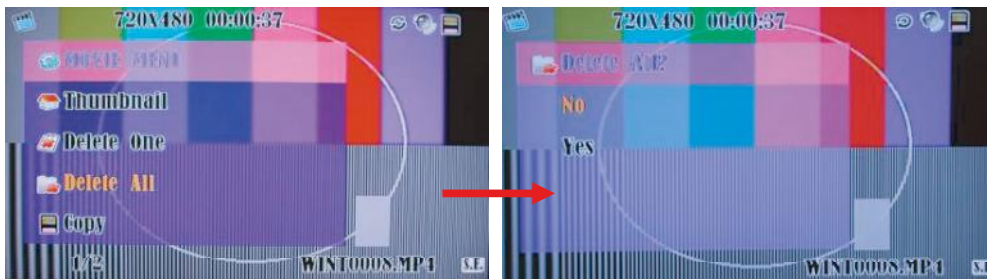 720X480 00:00:37
MOVIE MENU
Thumbnail
Delete One
Delete All
Copy
1/2
WINT0008.MP4
S.F
720X480 00:00:37
Delete All?
No
Yes
WINT0008.MP4